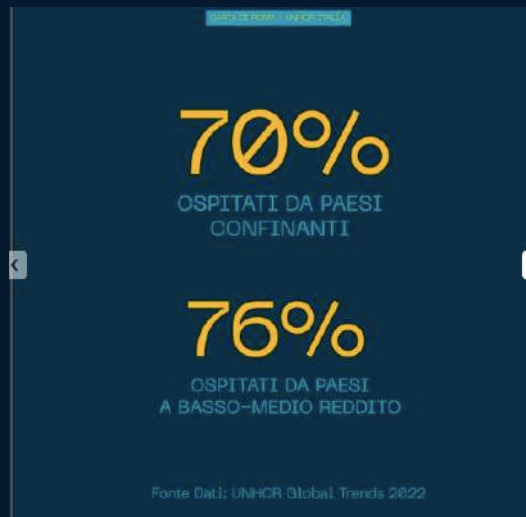 CARTA DI ROMA / UNHCR ITALIA
70%
OSPITATI DA PAESI
CONFINANTI
76%
OSPITATI DA PAESI
A BASSO-MEDIO REDDITO
Fonte Dati: UNHCR Global Trends 2022